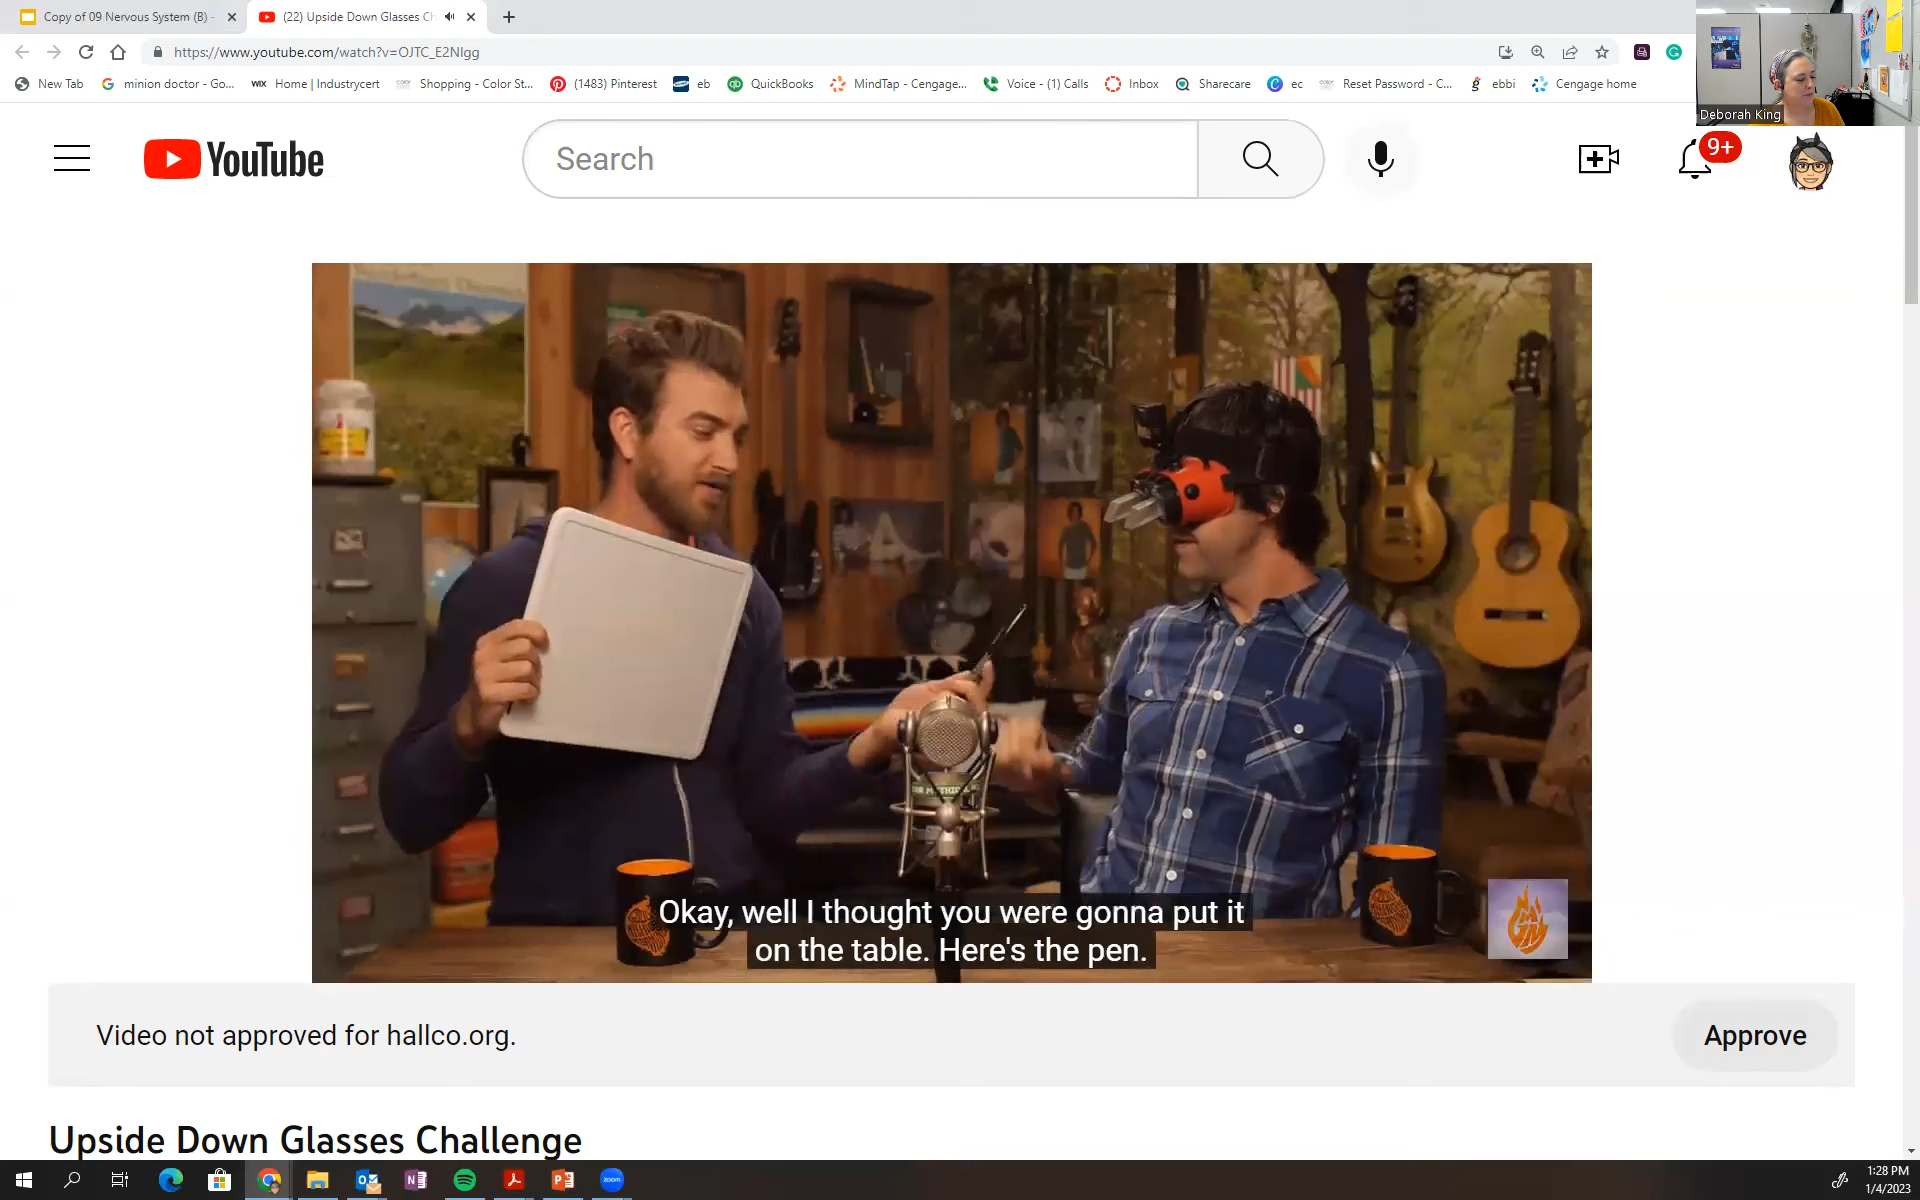 Copy of 09 Nervous System (B) -
(22) Upside Down Glasses Ch
https://www.youtube.com/watch?v=OJTC_E2NIgg
New Tab
minion doctor - Go...
WIX Home | Industrycert
Shopping - Color St...
(1483) Pinterest
eb
QuickBooks
MindTap - Cengage...
Voice - (1) Calls
Inbox
Sharecare
ec
Reset Password - C...
ebbi
Cengage home
Deborah King
YouTube
Search
9+
Okay, well I thought you were gonna put it
on the table. Here's the pen.
Video not approved for hallco.org.
Approve
Upside Down Glasses Challenge
zoom
1:28 PM
1/4/2023